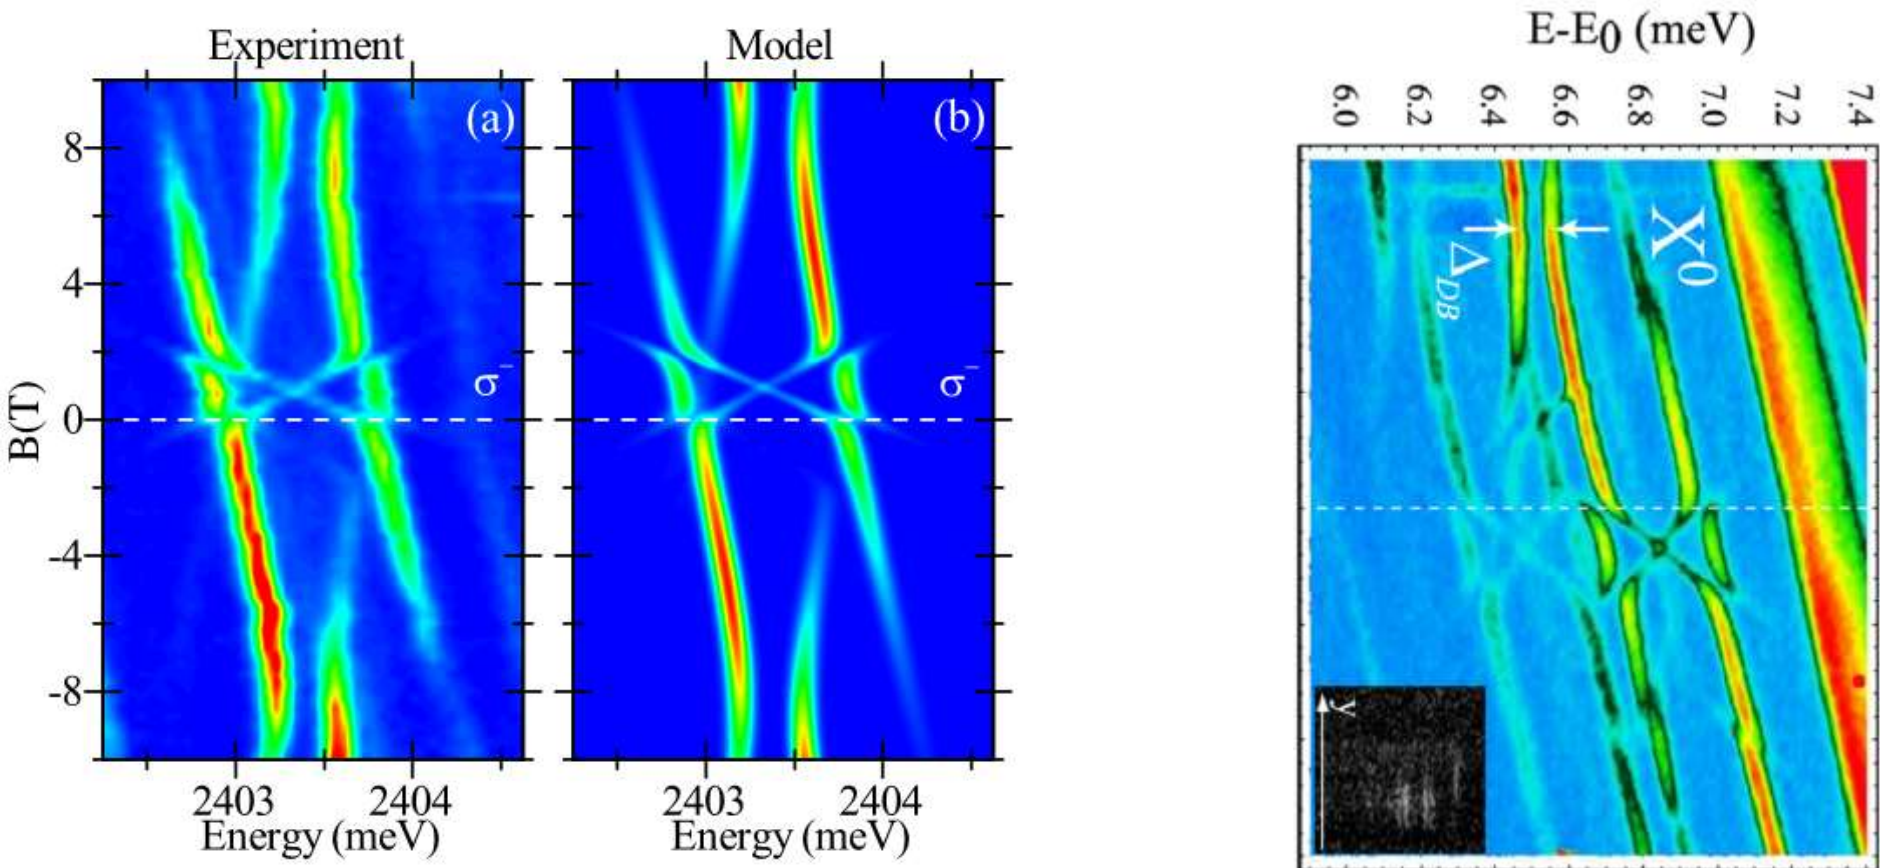 Experiment
Model
E-E0 (meV)
6.0 6.2 6.4 6.6 6.8 7.0 7.2 7.4
(a)
(b)
8
4
0
-4
-8
B(T)
σ-
σ-
2403 2404
Energy (meV)
2403 2404
Energy (meV)
X0
ΔDB
y